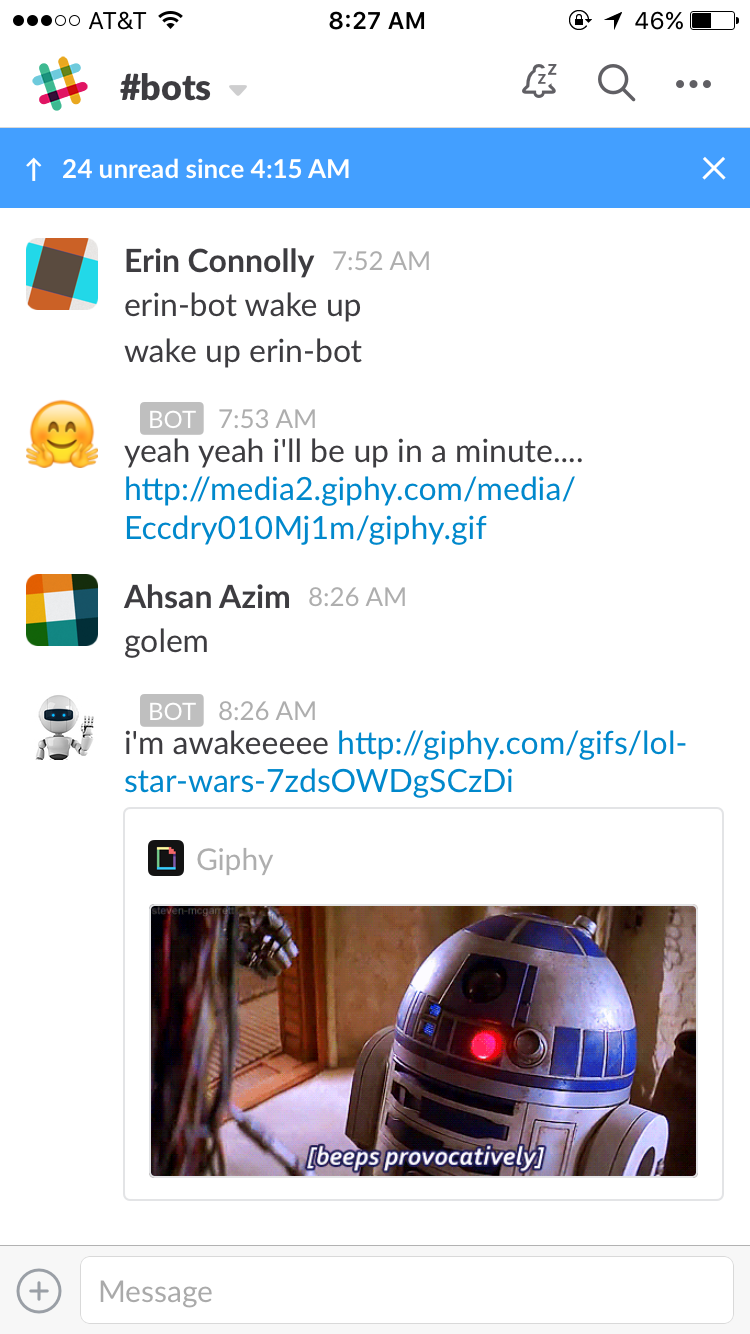 AT&T 8:27 AM 46%
#bots
24 unread since 4:15 AM
Erin Connolly 7:52 AM
erin-bot wake up
wake up erin-bot
BOT 7:53 AM
yeah yeah i'll be up in a minute....
http://media2.giphy.com/media/
Eccdry010Mj1m/giphy.gif
Ahsan Azim 8:26 AM
golem
BOT 8:26 AM
i'm awakeeeee http://giphy.com/gifs/lol-
star-wars-7zdsOWDgSCzDi
Giphy
steven-mcgarrett
[beeps provocatively]
Message